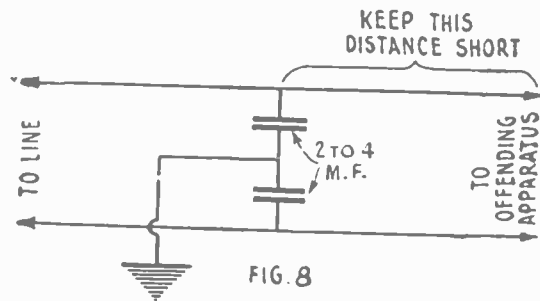 KEEP THIS
DISTANCE SHORT
TO LINE
2 TO 4
M.F.
TO
OFFENDING
APPARATUS
FIG. 8